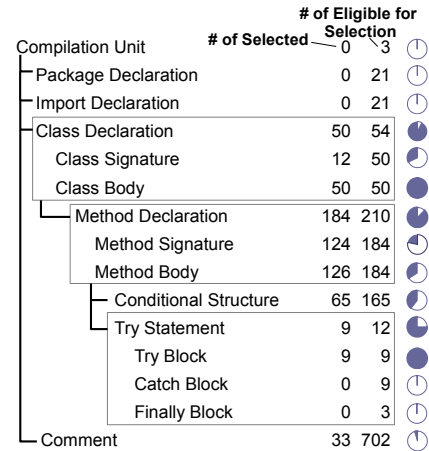 # of Eligible for
Selection
# of Selected
Compilation Unit 0 3
Package Declaration 0 21
Import Declaration 0 21
Class Declaration 50 54
Class Signature 12 50
Class Body 50 50
Method Declaration 184 210
Method Signature 124 184
Method Body 126 184
Conditional Structure 65 165
Try Statement 9 12
Try Block 9 9
Catch Block 0 9
Finally Block 0 3
Comment 33 702